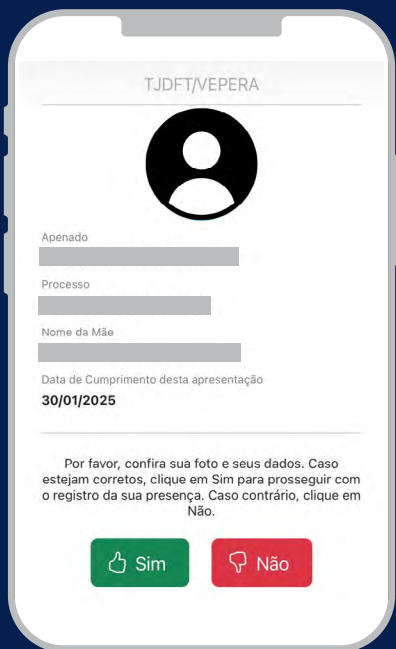 TJDFT/VEPERA
Apenado
Processo
Nome da Mãe
Data de Cumprimento desta apresentação
30/01/2025
Por favor, confira sua foto e seus dados. Caso
estejam corretos, clique em Sim para prosseguir com
o registro da sua presença. Caso contrário, clique em
Não.
Sim
Não